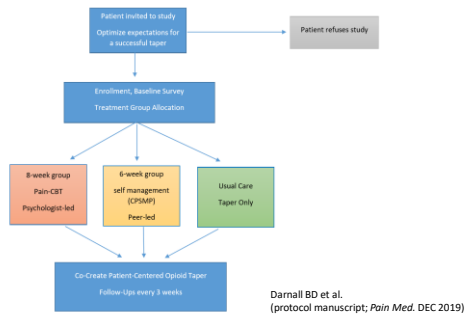 Patient invited to study
Optimize expectations for
a successful taper
Patient refuses study
Enrollment, Baseline Survey
Treatment Group Allocation
8-week group
Pain-CBT
Psychologist-led
6-week group
self management
(CPSMP)
Peer-led
Usual Care
Taper Only
Co-Create Patient-Centered Opioid Taper
Follow-Ups every 3 weeks
Darnall BD et al.
(protocol manuscript; Pain Med. DEC 2019)